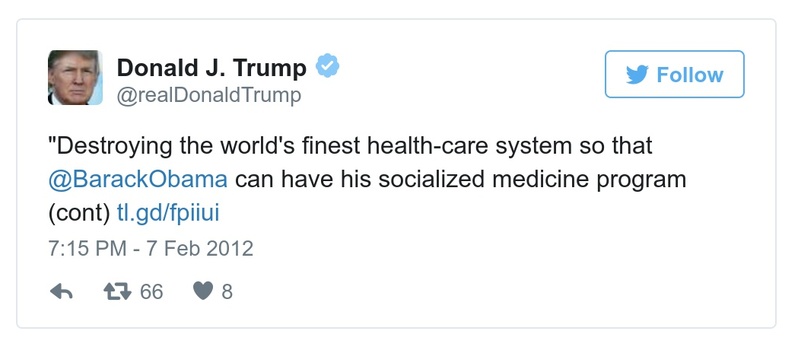 Donald J. Trump
@realDonaldTrump
Follow
"Destroying the world's finest health-care system so that
@BarackObama can have his socialized medicine program
(cont) tl.gd/fpiiui
7:15 PM - 7 Feb 2012
66 8